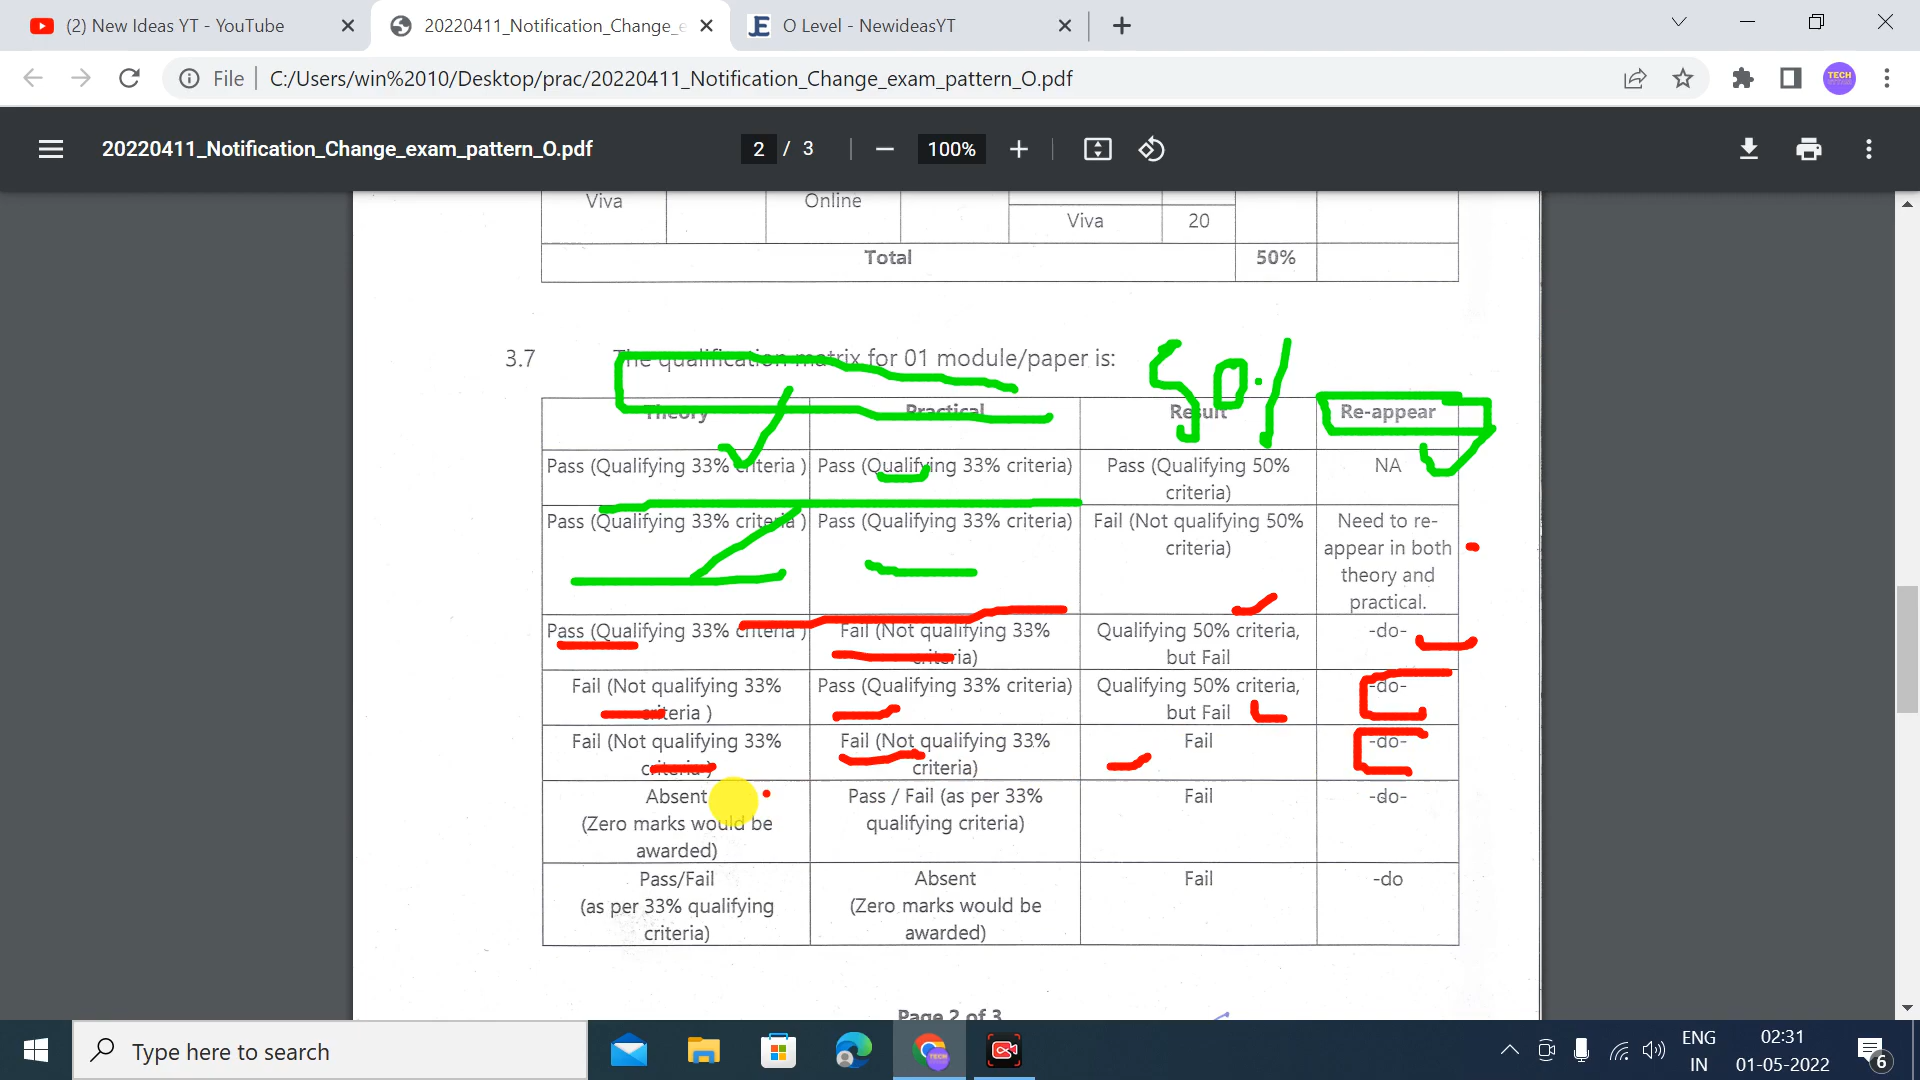 (2) New Ideas YT - YouTube
20220411_Notification_Change_e
O Level - NewideasYT
File
C:/Users/win%2010/Desktop/prac/20220411_Notification_Change_exam_pattern_O.pdf
TECH
20220411_Notification_Change_exam_pattern_O.pdf
2 / 3
100%
Viva
Online
Viva
20
Total
50%
3.7
The qualification matrix for 01 module/paper is:
50%
Theory
Practical
Result
Re-appear
Pass (Qualifying 33% criteria )
Pass (Qualifying 33% criteria)
Pass (Qualifying 50%
criteria)
NA
Pass (Qualifying 33% criteria )
Pass (Qualifying 33% criteria)
Fail (Not qualifying 50%
criteria)
Need to re-
appear in both
theory and
practical.
Pass (Qualifying 33% criteria )
Fail (Not qualifying 33%
criteria)
Qualifying 50% criteria,
but Fail
-do-
Fail (Not qualifying 33%
criteria )
Pass (Qualifying 33% criteria)
Qualifying 50% criteria,
but Fail
-do-
Fail (Not qualifying 33%
criteria )
Fail (Not qualifying 33%
criteria)
Fail
-do-
Absent
(Zero marks would be
awarded)
Pass / Fail (as per 33%
qualifying criteria)
Fail
-do-
Pass/Fail
(as per 33% qualifying
criteria)
Absent
(Zero marks would be
awarded)
Fail
-do
Page 2 of 3
Type here to search
TECH
ENG
IN
02:31
01-05-2022
6